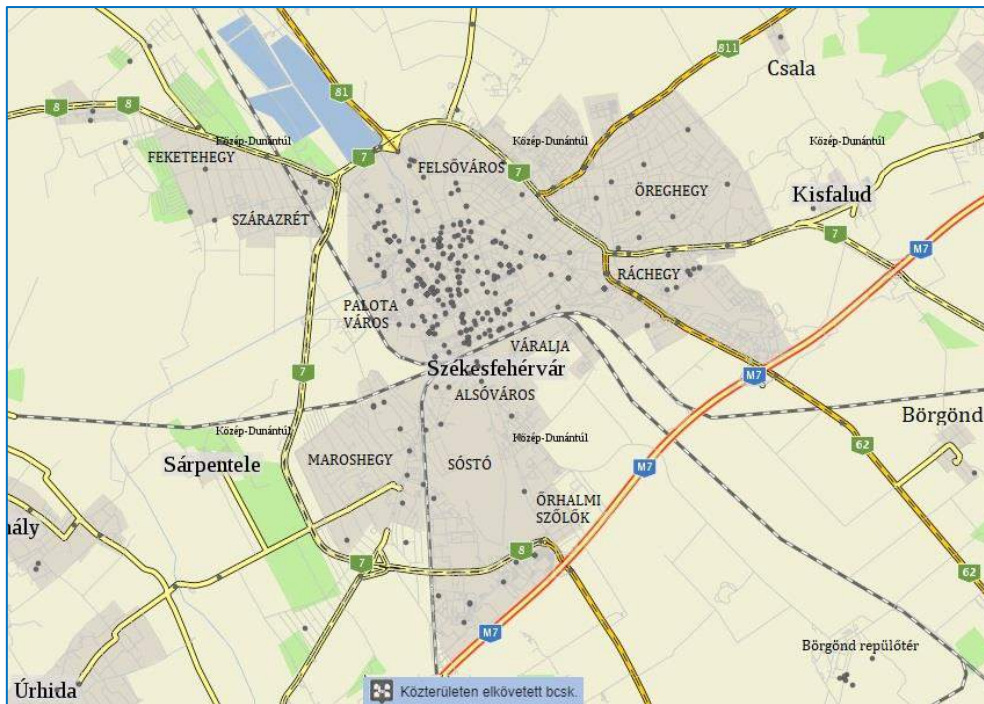 811
Csala
8
8
81
Közép-Dunántúl
Közép-Dunántúl
Közép-Dunántúl
FEKETEHEGY
7
FELSŐVÁROS
7
ÖREGHEGY
Kisfalud
SZÁRAZRÉT
7
M7
RÁCHEGY
PALOTA
VÁROS
VÁRALJA
Székesfehérvár
7
M7
ALSÓVÁROS
Börgönd
Közép-Dunántúl
Közép-Dunántúl
62
Sárpentele
MAROSHEGY
SÓSTÓ
M7
ŐRHALMI
SZŐLŐK
hály
8
7
62
M7
Börgönd repülőtér
Úrhida
Közterületen elkövetett bcsk.